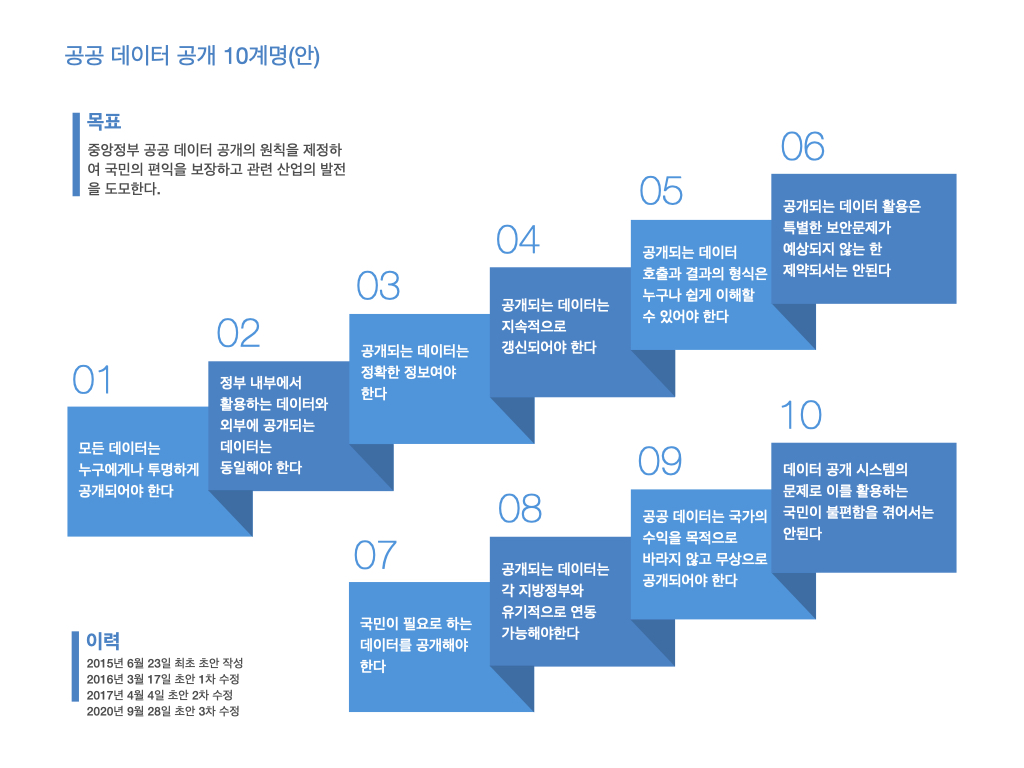 공공 데이터 공개 10계명(안)
목표
중앙정부 공공 데이터 공개의 원칙을 제정하
여 국민의 편익을 보장하고 관련 산업의 발전
을 도모한다.
01
모든 데이터는
누구에게나 투명하게
공개되어야 한다
02
정부 내부에서
활용하는 데이터와
외부에 공개되는
데이터는
동일해야 한다
03
공개되는 데이터는
정확한 정보여야
한다
04
공개되는 데이터는
지속적으로
갱신되어야 한다
05
공개되는 데이터
호출과 결과의 형식은
누구나 쉽게 이해할
수 있어야 한다
06
공개되는 데이터 활용은
특별한 보안문제가
예상되지 않는 한
제약되서는 안된다
07
국민이 필요로 하는
데이터를 공개해야
한다
08
공개되는 데이터는
각 지방정부와
유기적으로 연동
가능해야한다
09
공공 데이터는 국가의
수익을 목적으로
바라지 않고 무상으로
공개되어야 한다
10
데이터 공개 시스템의
문제로 이를 활용하는
국민이 불편함을 겪어서는
안된다
이력
2015년 6월 23일 최초 초안 작성
2016년 3월 17일 초안 1차 수정
2017년 4월 4일 초안 2차 수정
2020년 9월 28일 초안 3차 수정